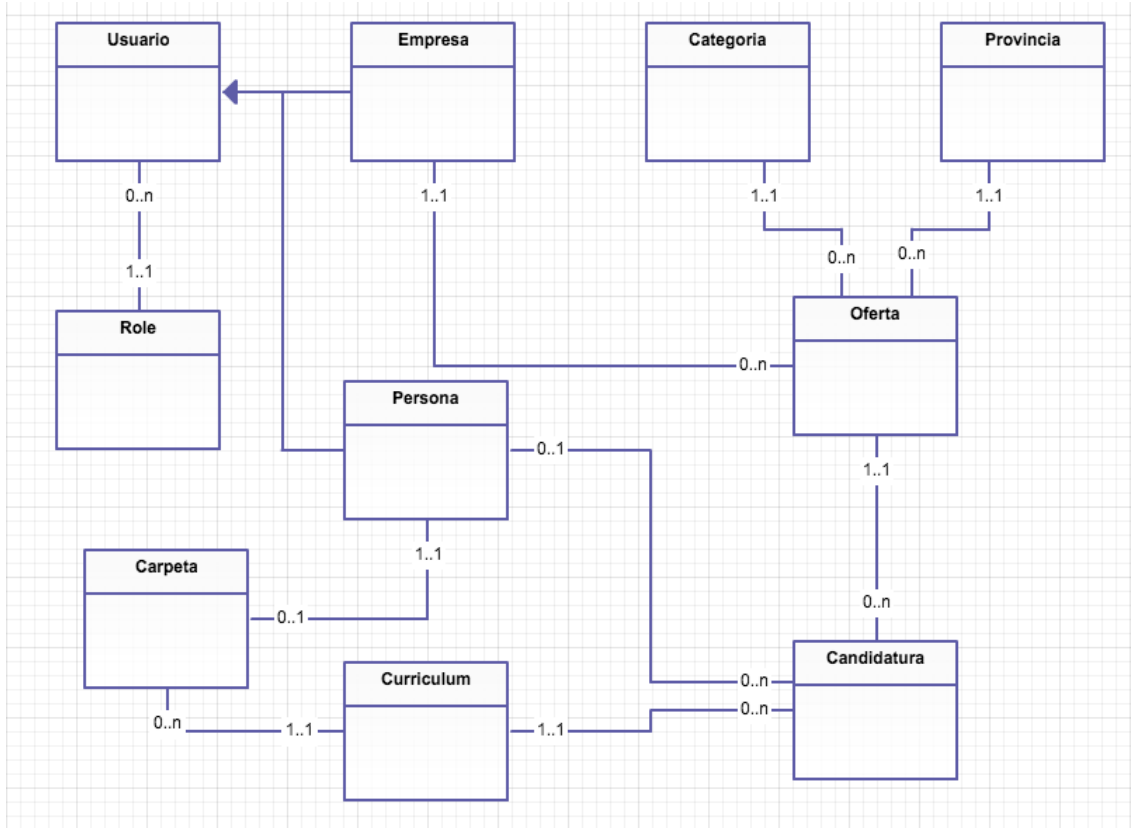 Usuario
Empresa
Categoria
Provincia
0..n
1..1
1..1
1..1
0..n
0..n
1..1
Role
Oferta
0..n
Persona
0..1
1..1
1..1
Carpeta
0..1
0..n
Candidatura
Curriculum
0..n
0..n
0..n
1..1
1..1